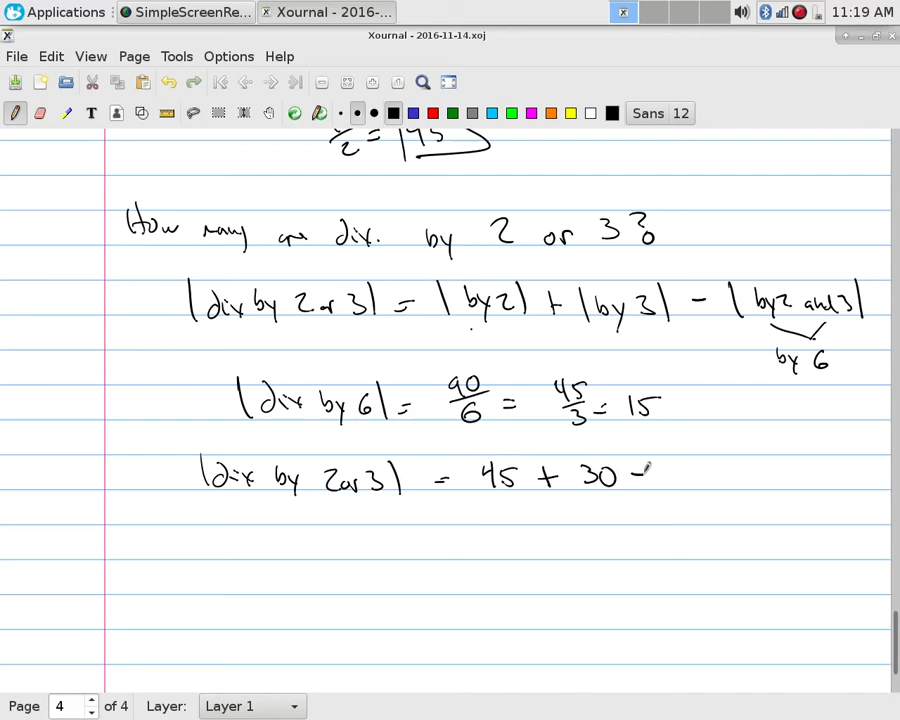 Applications SimpleScreenRe... Xournal - 2016-... 11:19 AM
Xournal - 2016-11-14.xoj
File Edit View Page Tools Options Help
Sans 12
2 = 45
How many are div. by 2 or 3?
|div by 2 or 3| = |by 2| + |by 3| - |by 2 and 3|
by 6
|div by 6| = 90/6 = 45/3 = 15
|div by 2 or 3| = 45 + 30 -
Page 4 of 4 Layer: Layer 1